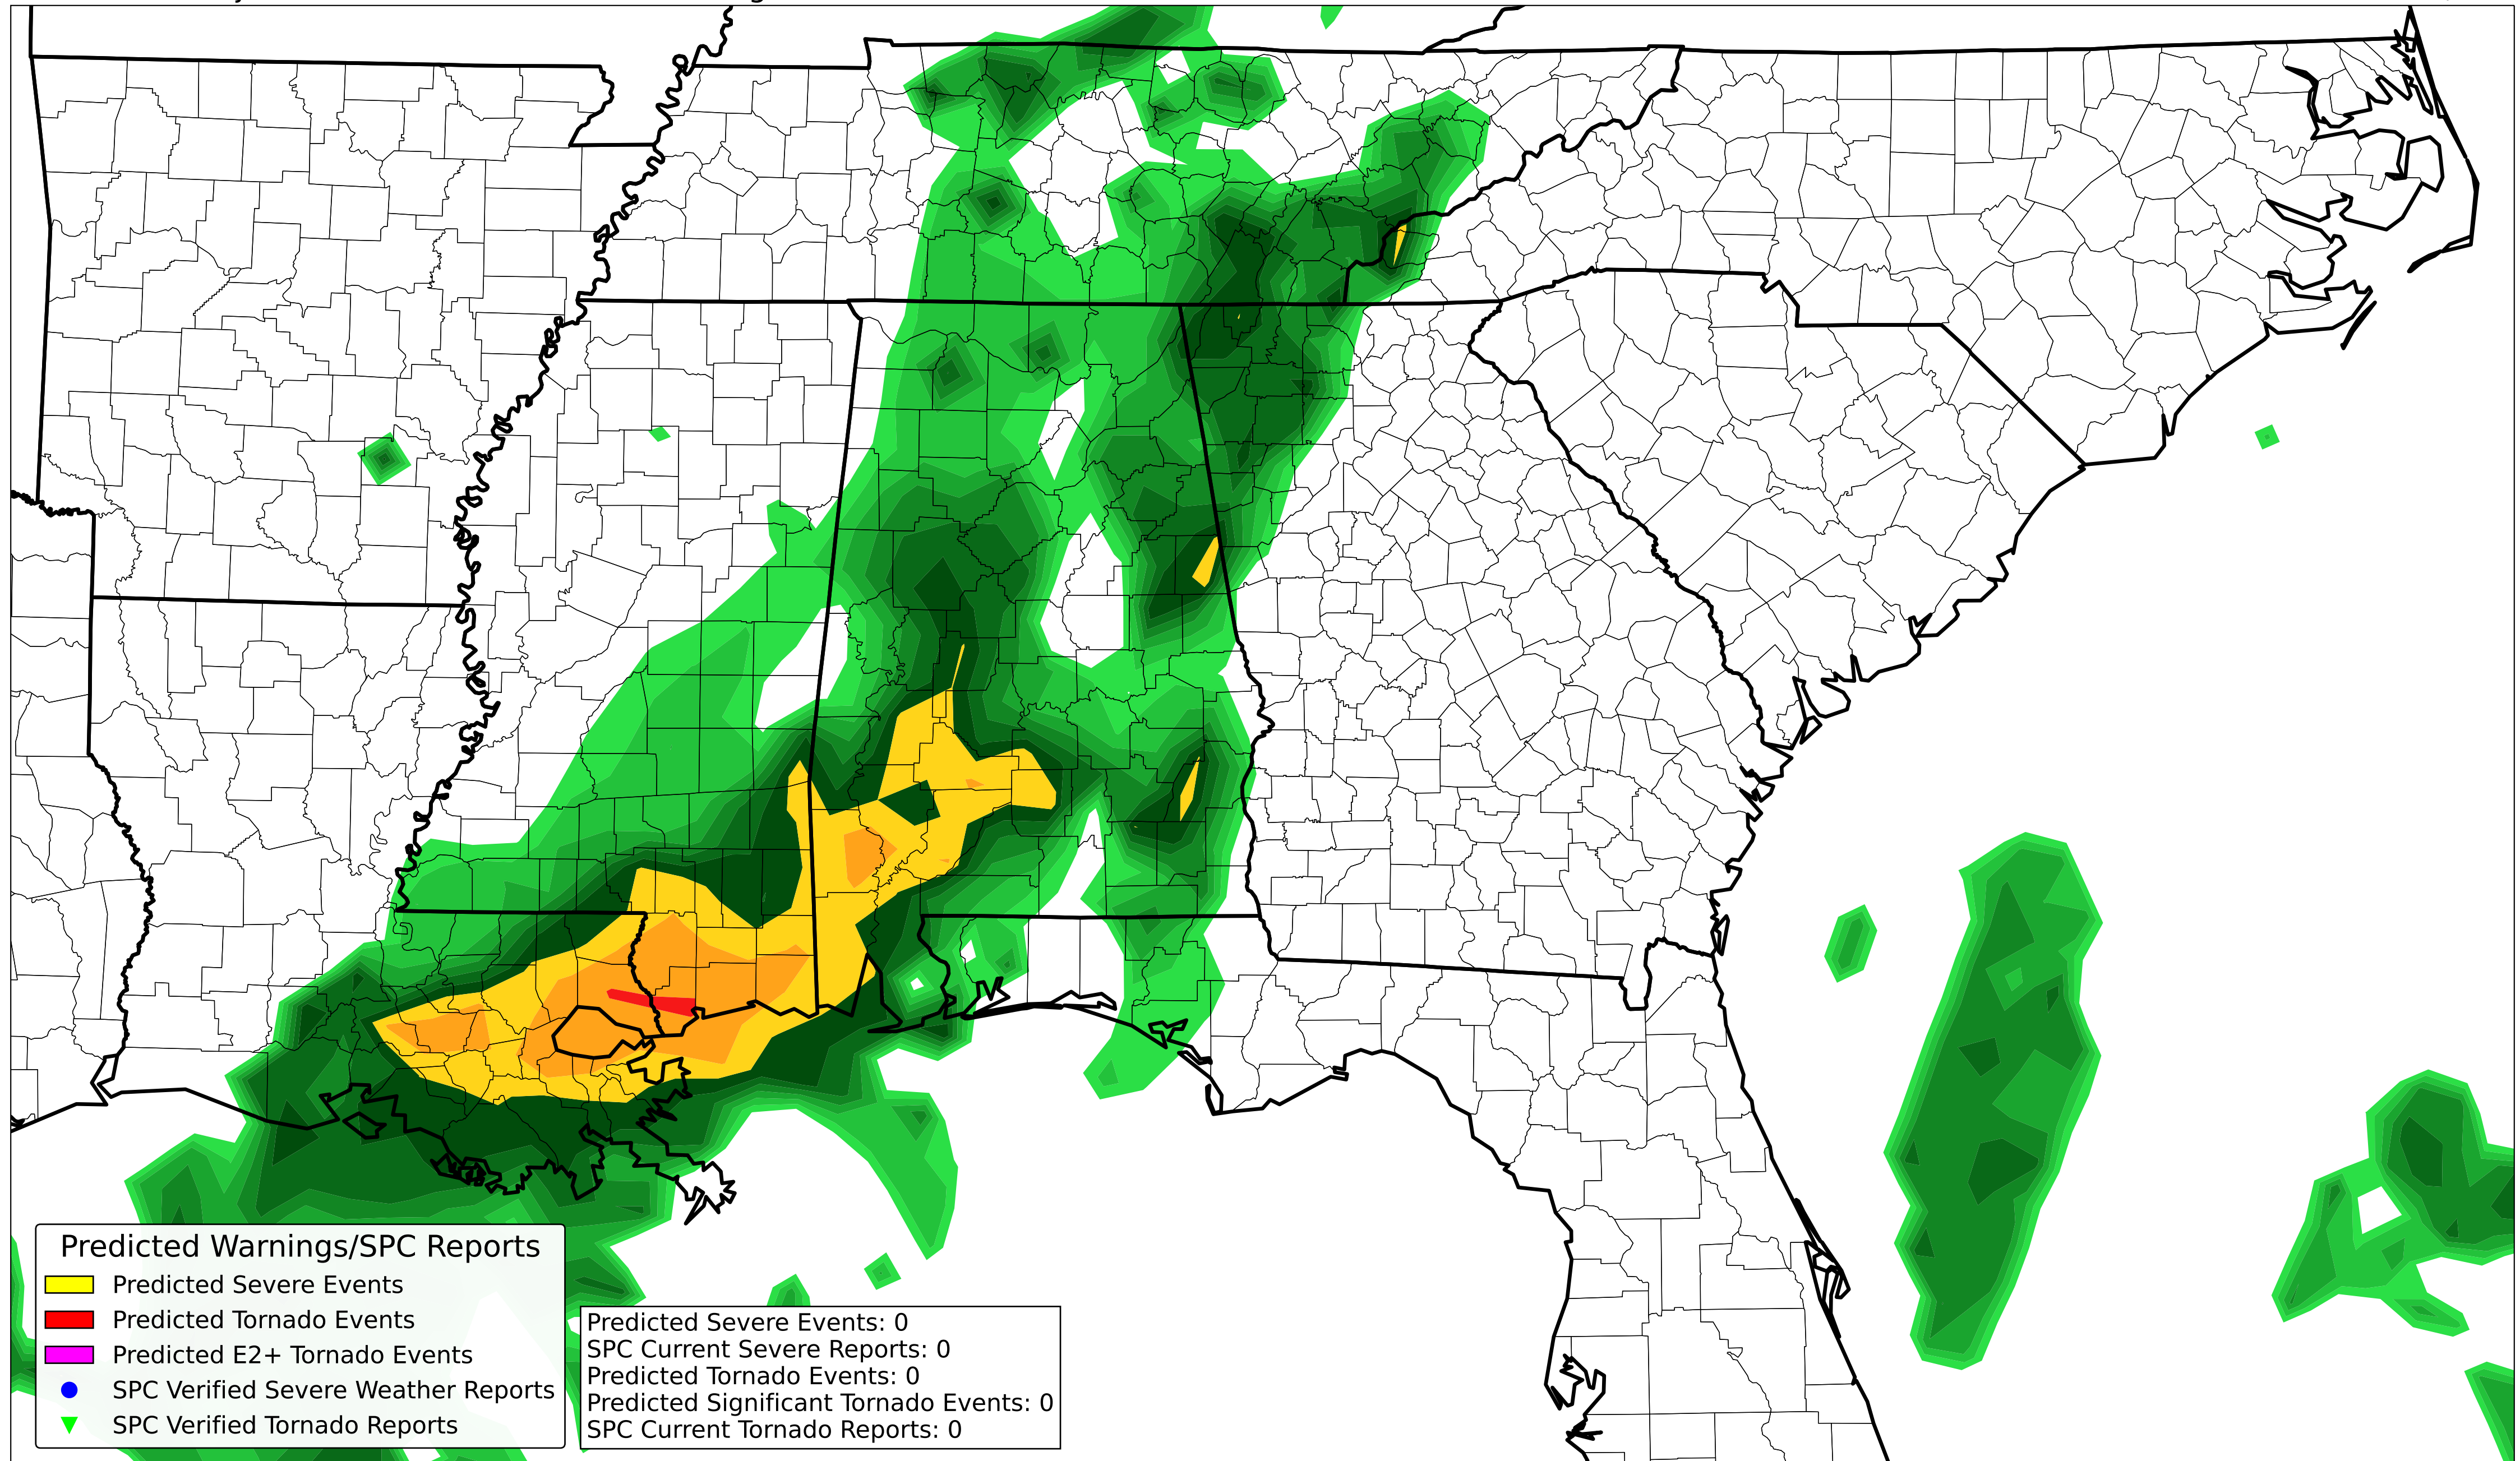 Predicted Warnings/SPC Reports
Predicted Severe Events
Predicted Tornado Events
Predicted E2+ Tornado Events
SPC Verified Severe Weather Reports
SPC Verified Tornado Reports
Predicted Severe Events: 0
SPC Current Severe Reports: 0
Predicted Tornado Events: 0
Predicted Significant Tornado Events: 0
SPC Current Tornado Reports: 0